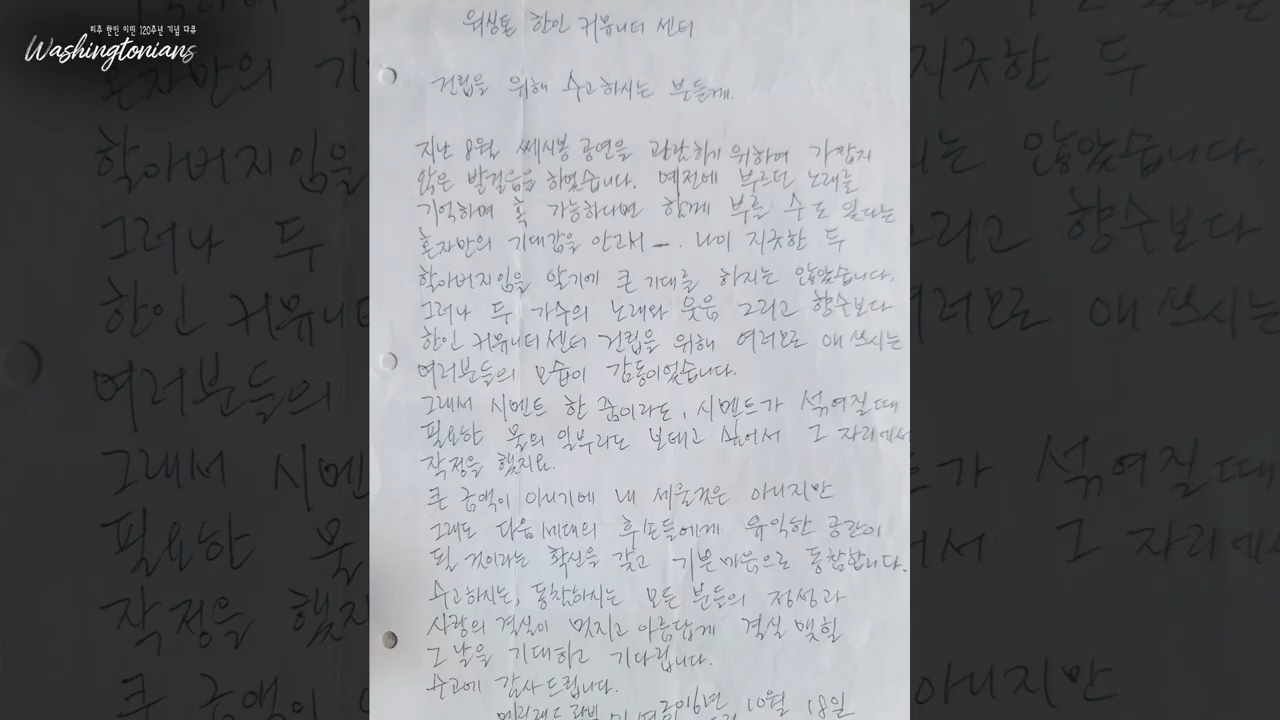 미주 한인 이민 120주년 기념 다큐
Washingtonians
워싱톤 한인 커뮤니티 센터
건립을 위해 수고하시는 분들께.
지난 8월 쎄시봉 공연을 관람하기 위하여 가깝지
않은 발걸음을 하였습니다. 예전에 부르던 노래를
기억하며 혹 가능하다면 함께 부를 수도 있다는
혼자만의 기대감을 안고서 —. 나이 지긋한 두
할아버지임을 알기에 큰 기대를 하지는 않았습니다.
그러나 두 가수의 노래와 웃음 그리고 향수보다
한인 커뮤니티 센터 건립을 위해 여러모로 애쓰시는
여러분들의 모습이 감동이었습니다.
그래서 시멘트 한 줌이라도, 시멘트가 섞여질때
필요한 물의 일부라도 보태고 싶어서 그 자리에서
작정을 했지요.
큰 금액이 아니기에 내 세울것은 아니지만
그래도 다음세대의 후손들에게 유익한 공간이
될 것이라는 확신을 갖고 기쁜마음으로 동참합니다.
수고하시는, 동참하시는 모든 분들의 정성과
사랑의 결실이 멋지고 아름답게 결실 맺힐
그 날을 기대하고 기다립니다.
수고에 감사드립니다.
2016년 10월 18일